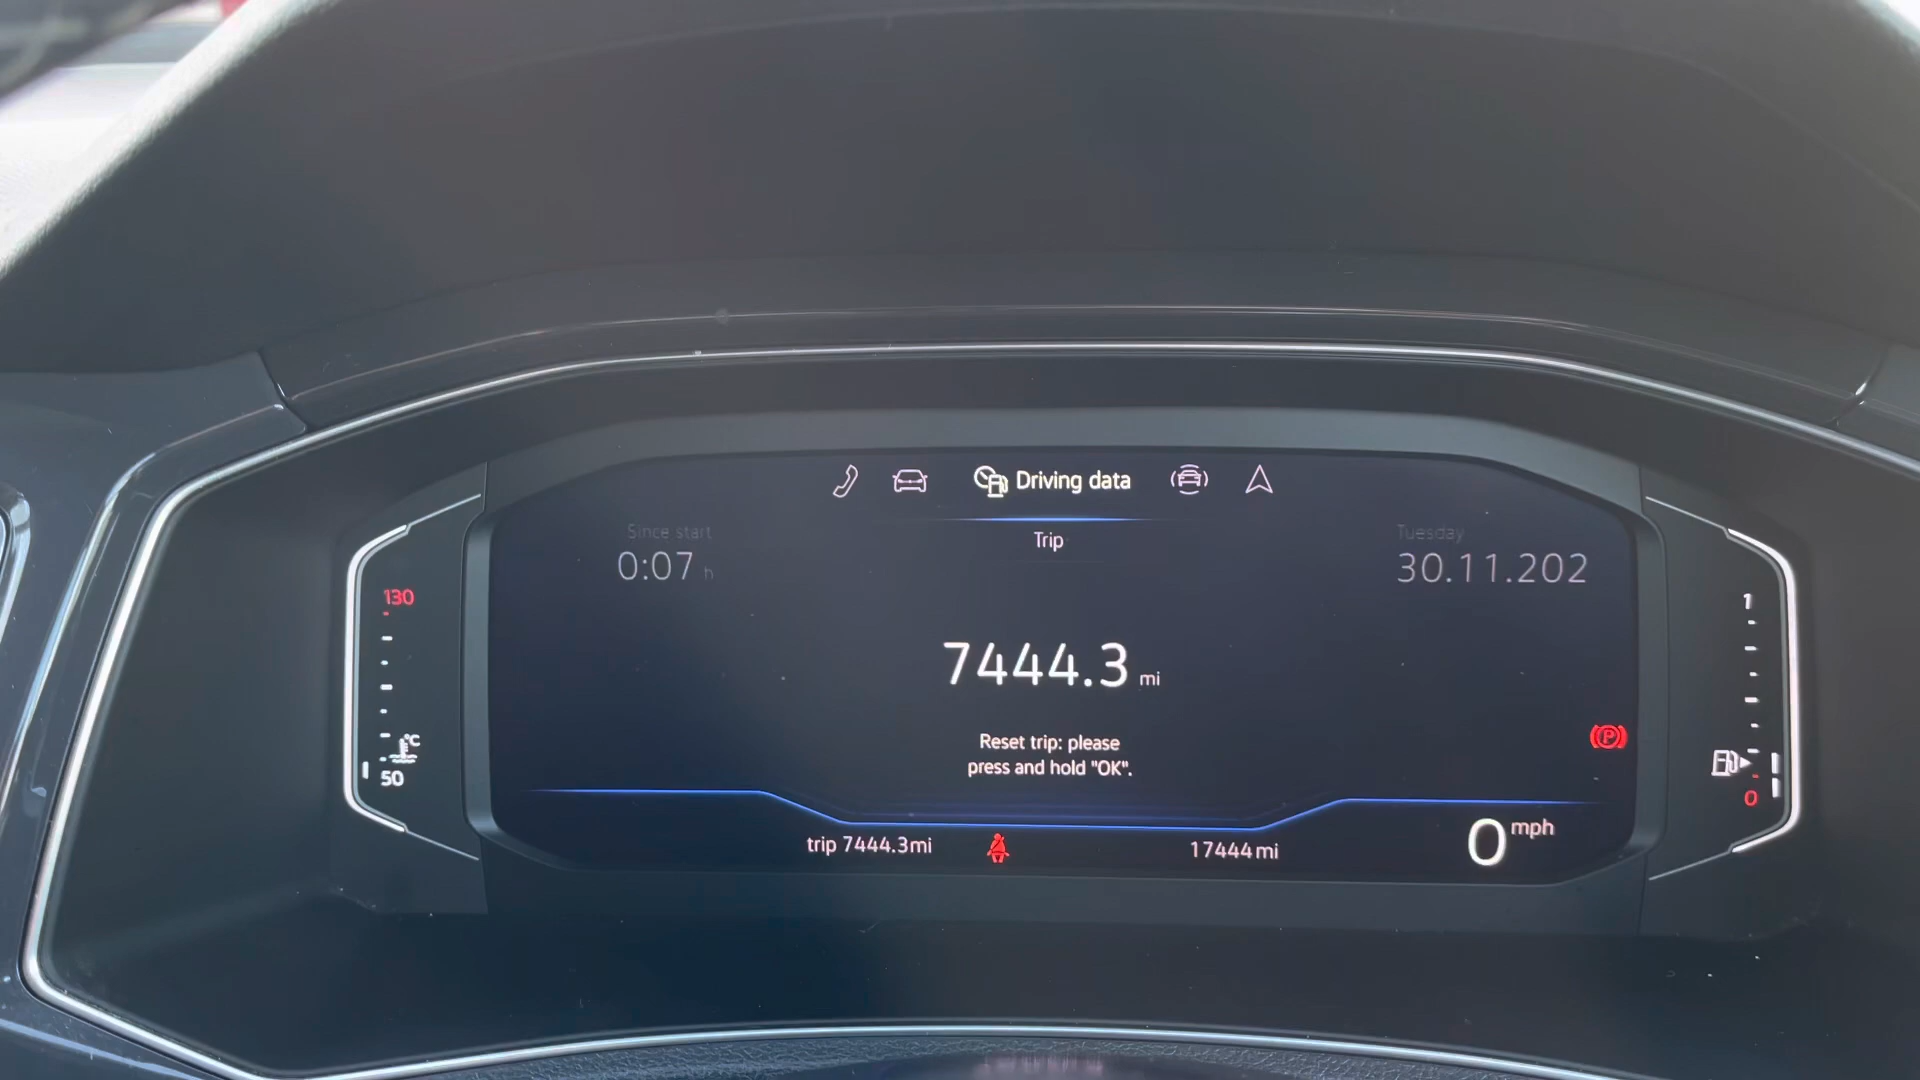 Driving data
Since start
Tuesday
Trip
0:07 h
30.11.202
130
1
7444.3 mi
Reset trip: please
press and hold "OK".
°C
50
0
trip 7444.3mi
17444 mi
0 mph